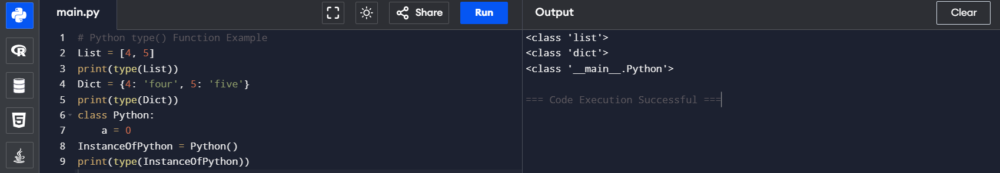 main.py
Share
Run
Output
Clear
1 # Python type() Function Example
2 List = [4, 5]
3 print(type(List))
4 Dict = {4: 'four', 5: 'five'}
5 print(type(Dict))
6 class Python:
7     a = 0
8 InstanceOfPython = Python()
9 print(type(InstanceOfPython))
<class 'list'>
<class 'dict'>
<class '__main__.Python'>
=== Code Execution Successful ===
R
5